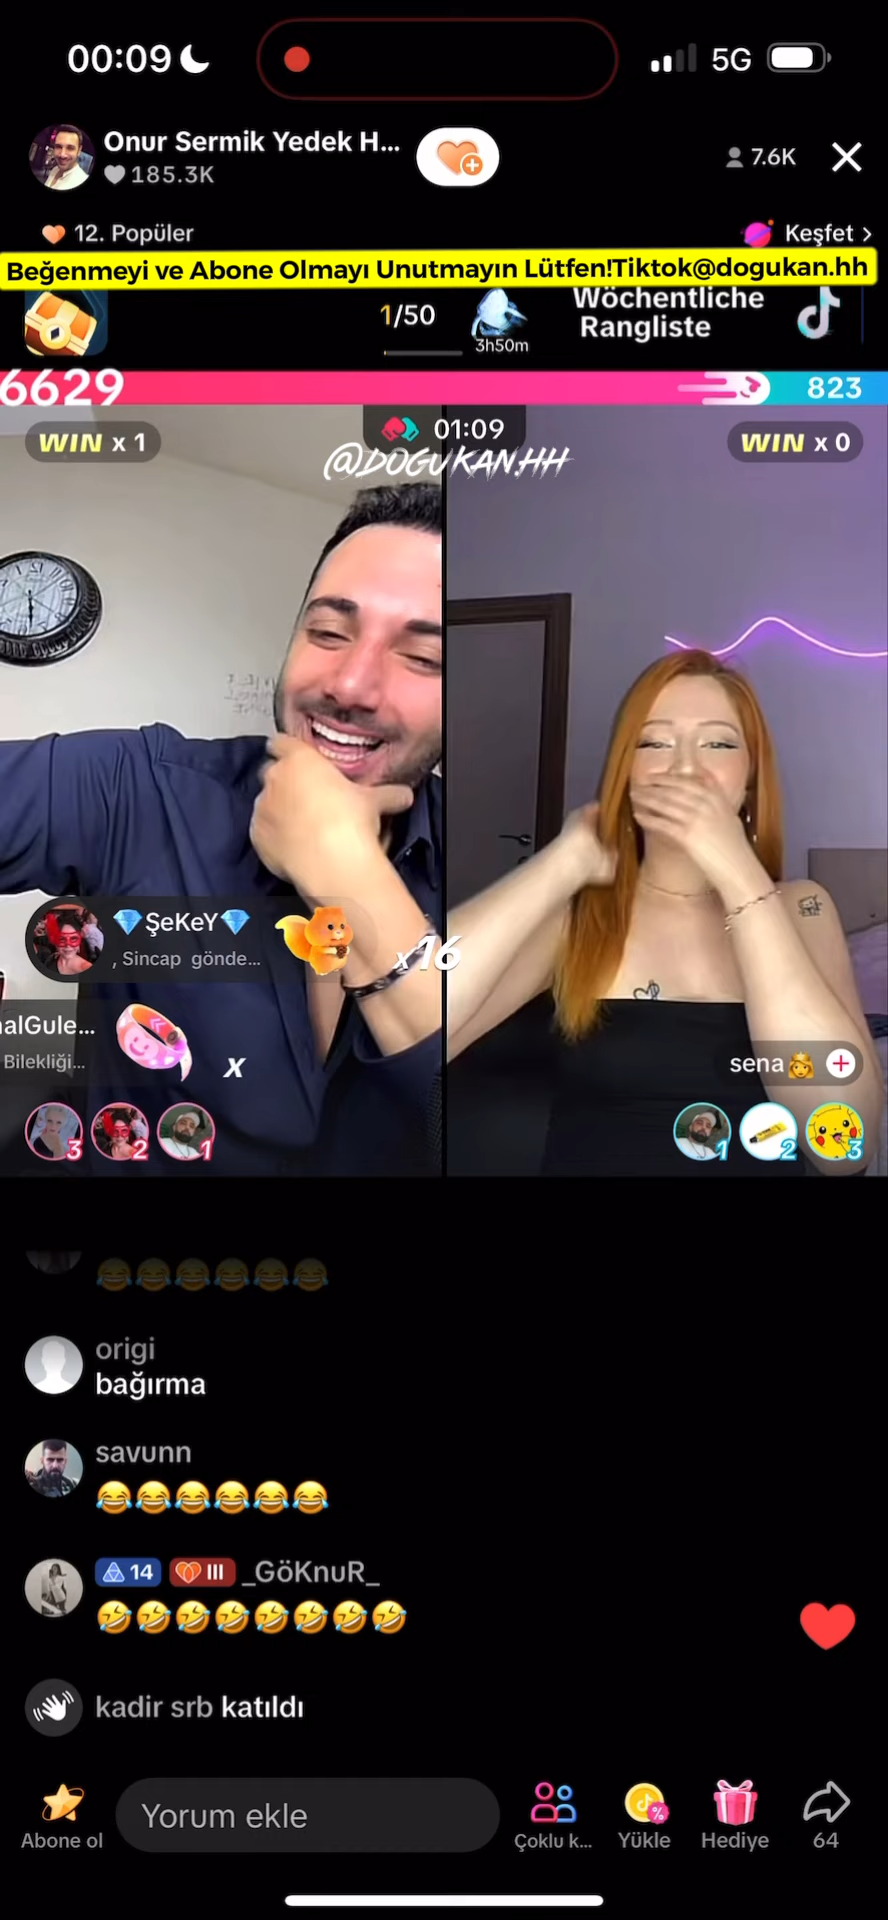 00:09
5G
Onur Sermik Yedek H...
185.3K
7.6K
12. Popüler
Keşfet >
Beğenmeyi ve Abone Olmayı Unutmayın Lütfen!Tiktok@dogukan.hh
1/50
3h50m
Wöchentliche
Rangliste
6629
823
WIN x 1
01:09
WIN x 0
@DOGUKAN.HH
💎ŞeKeY💎
, Sincap gönde...
x16
alGule...
Bilekliği...
x
sena👸
3
2
1
1
2
3
😂😂😂😂😂😂
origi
bağırma
savunn
😂😂😂😂😂😂
14 III _GöKnuR_
🤣🤣🤣🤣🤣🤣🤣🤣
kadir srb katıldı
Abone ol
Yorum ekle
Çoklu k...
Yükle
Hediye
64